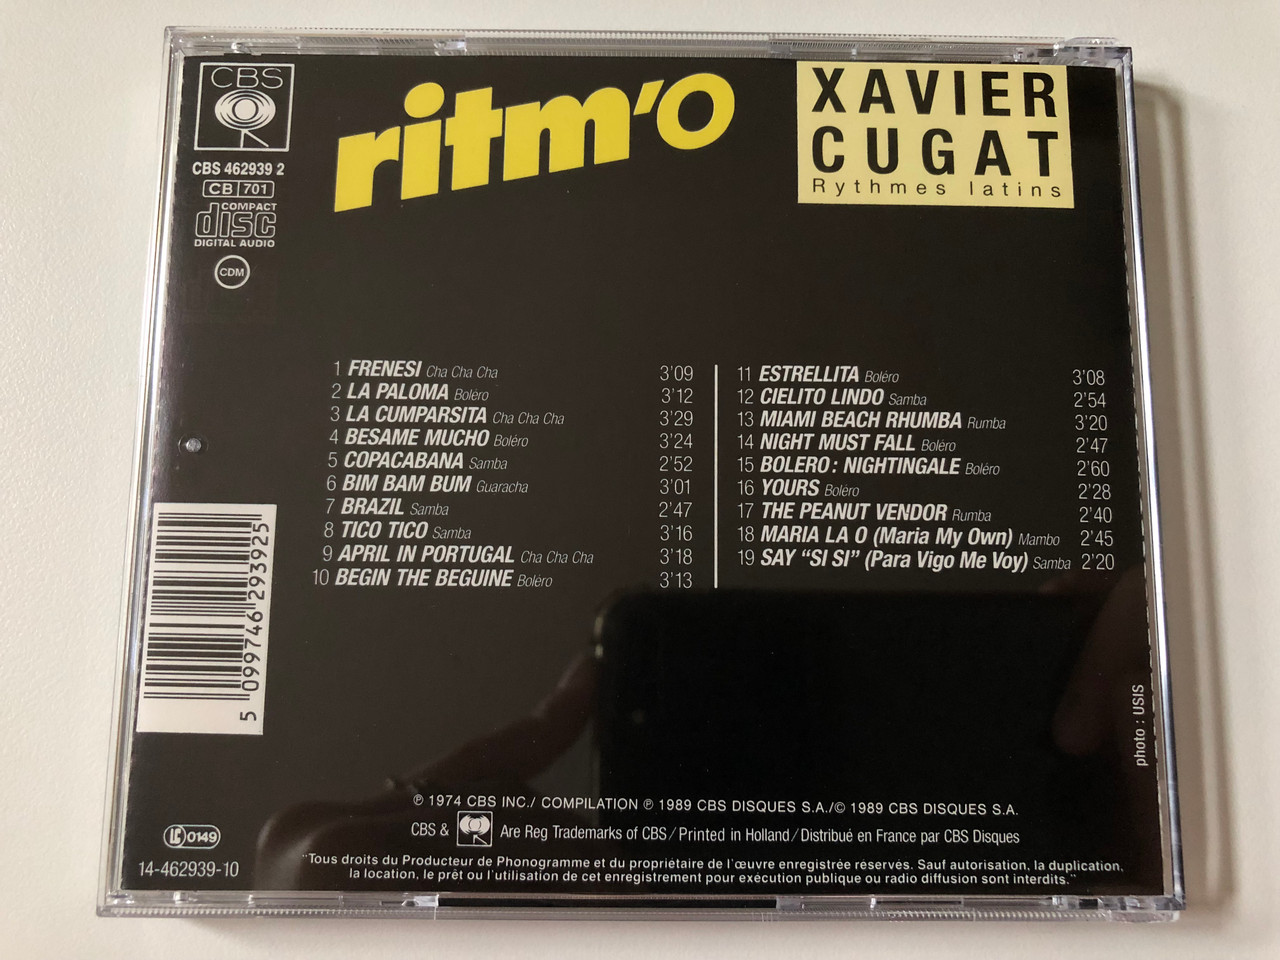 CBS
CBS 462939 2
CB 701
COMPACT
disc
DIGITAL AUDIO
CDM
ritm'o
XAVIER
CUGAT
Rythmes latins
1 FRENESI Cha Cha Cha 3'09
2 LA PALOMA Boléro 3'12
3 LA CUMPARSITA Cha Cha Cha 3'29
4 BESAME MUCHO Boléro 3'24
5 COPACABANA Samba 2'52
6 BIM BAM BUM Guaracha 3'01
7 BRAZIL Samba 2'47
8 TICO TICO Samba 3'16
9 APRIL IN PORTUGAL Cha Cha Cha 3'18
10 BEGIN THE BEGUINE Boléro 3'13
11 ESTRELLITA Boléro 3'08
12 CIELITO LINDO Samba 2'54
13 MIAMI BEACH RHUMBA Rumba 3'20
14 NIGHT MUST FALL Boléro 2'47
15 BOLERO : NIGHTINGALE Boléro 2'60
16 YOURS Boléro 2'28
17 THE PEANUT VENDOR Rumba 2'40
18 MARIA LA O (Maria My Own) Mambo 2'45
19 SAY "SI SI" (Para Vigo Me Voy) Samba 2'20
5 099746 293925
photo : USIS
℗ 1974 CBS INC./ COMPILATION ℗ 1989 CBS DISQUES S.A./© 1989 CBS DISQUES S.A.
CBS & Are Reg Trademarks of CBS/Printed in Holland/Distribué en France par CBS Disques
LC 0149
14-462939-10
"Tous droits du Producteur de Phonogramme et du propriétaire de l'œuvre enregistrée réservés. Sauf autorisation, la duplication,
la location, le prêt ou l'utilisation de cet enregistrement pour exécution publique ou radio diffusion sont interdits."